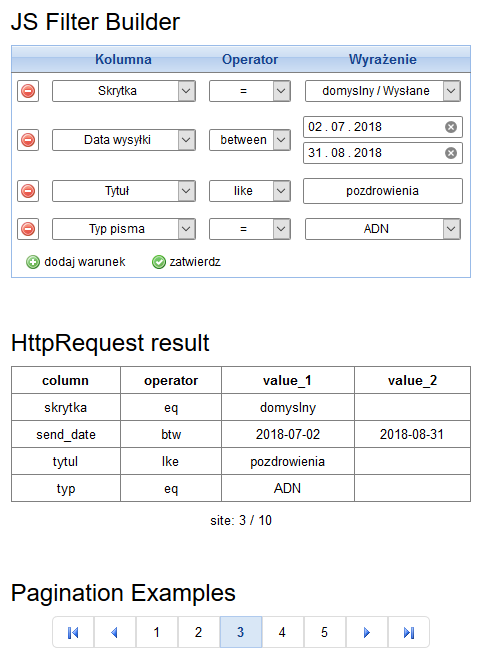 JS Filter Builder
Kolumna Operator Wyrażenie
Skrytka = domyslny / Wysłane
Data wysyłki between 02 . 07 . 2018
31 . 08 . 2018
Tytuł like pozdrowienia
Typ pisma = ADN
dodaj warunek zatwierdz
HttpRequest result
column operator value_1 value_2
skrytka eq domyslny
send_date btw 2018-07-02 2018-08-31
tytul lke pozdrowienia
typ eq ADN
site: 3 / 10
Pagination Examples
1 2 3 4 5